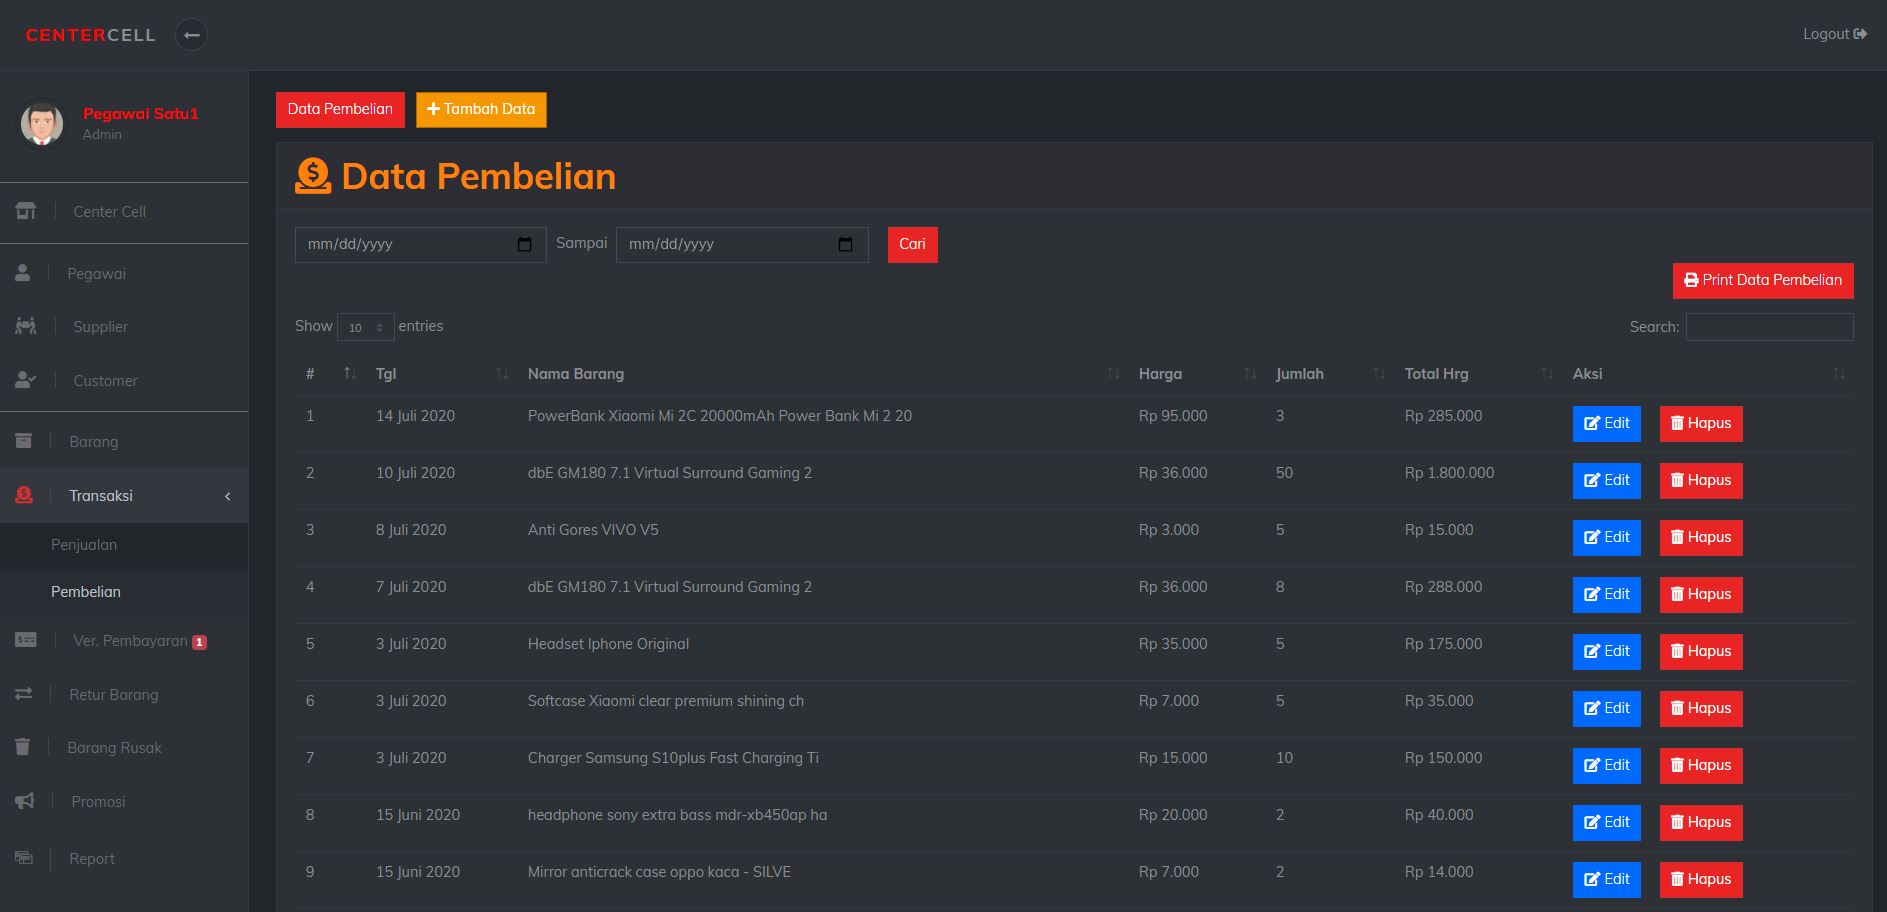 CENTERCELL
Logout
Pegawai Satu1
Admin
Center Cell
Pegawai
Supplier
Customer
Barang
Transaksi
Penjualan
Pembelian
Ver. Pembayaran 1
Retur Barang
Barang Rusak
Promosi
Report
Data Pembelian Tambah Data
Data Pembelian
mm/dd/yyyy Sampai mm/dd/yyyy Cari
Print Data Pembelian
Show 10 entries Search:
# Tgl Nama Barang Harga Jumlah Total Hrg Aksi
1 14 Juli 2020 PowerBank Xiaomi Mi 2C 20000mAh Power Bank Mi 2 20 Rp 95.000 3 Rp 285.000 Edit Hapus
2 10 Juli 2020 dbE GM180 7.1 Virtual Surround Gaming 2 Rp 36.000 50 Rp 1.800.000 Edit Hapus
3 8 Juli 2020 Anti Gores VIVO V5 Rp 3.000 5 Rp 15.000 Edit Hapus
4 7 Juli 2020 dbE GM180 7.1 Virtual Surround Gaming 2 Rp 36.000 8 Rp 288.000 Edit Hapus
5 3 Juli 2020 Headset Iphone Original Rp 35.000 5 Rp 175.000 Edit Hapus
6 3 Juli 2020 Softcase Xiaomi clear premium shining ch Rp 7.000 5 Rp 35.000 Edit Hapus
7 3 Juli 2020 Charger Samsung S10plus Fast Charging Ti Rp 15.000 10 Rp 150.000 Edit Hapus
8 15 Juni 2020 headphone sony extra bass mdr-xb450ap ha Rp 20.000 2 Rp 40.000 Edit Hapus
9 15 Juni 2020 Mirror anticrack case oppo kaca - SILVE Rp 7.000 2 Rp 14.000 Edit Hapus